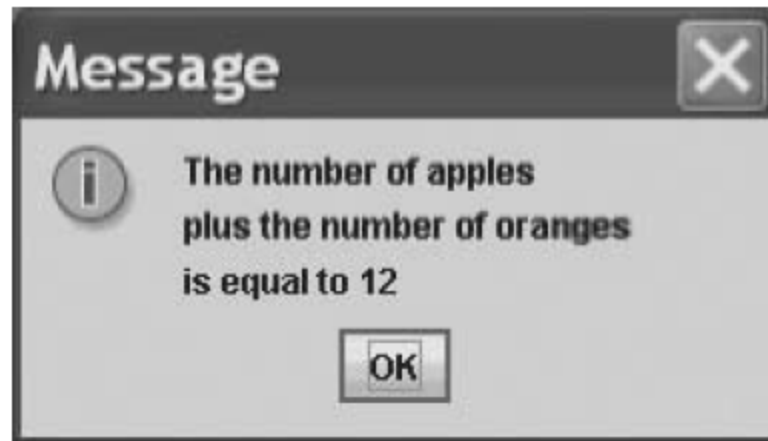 Message
The number of apples
plus the number of oranges
is equal to 12
OK